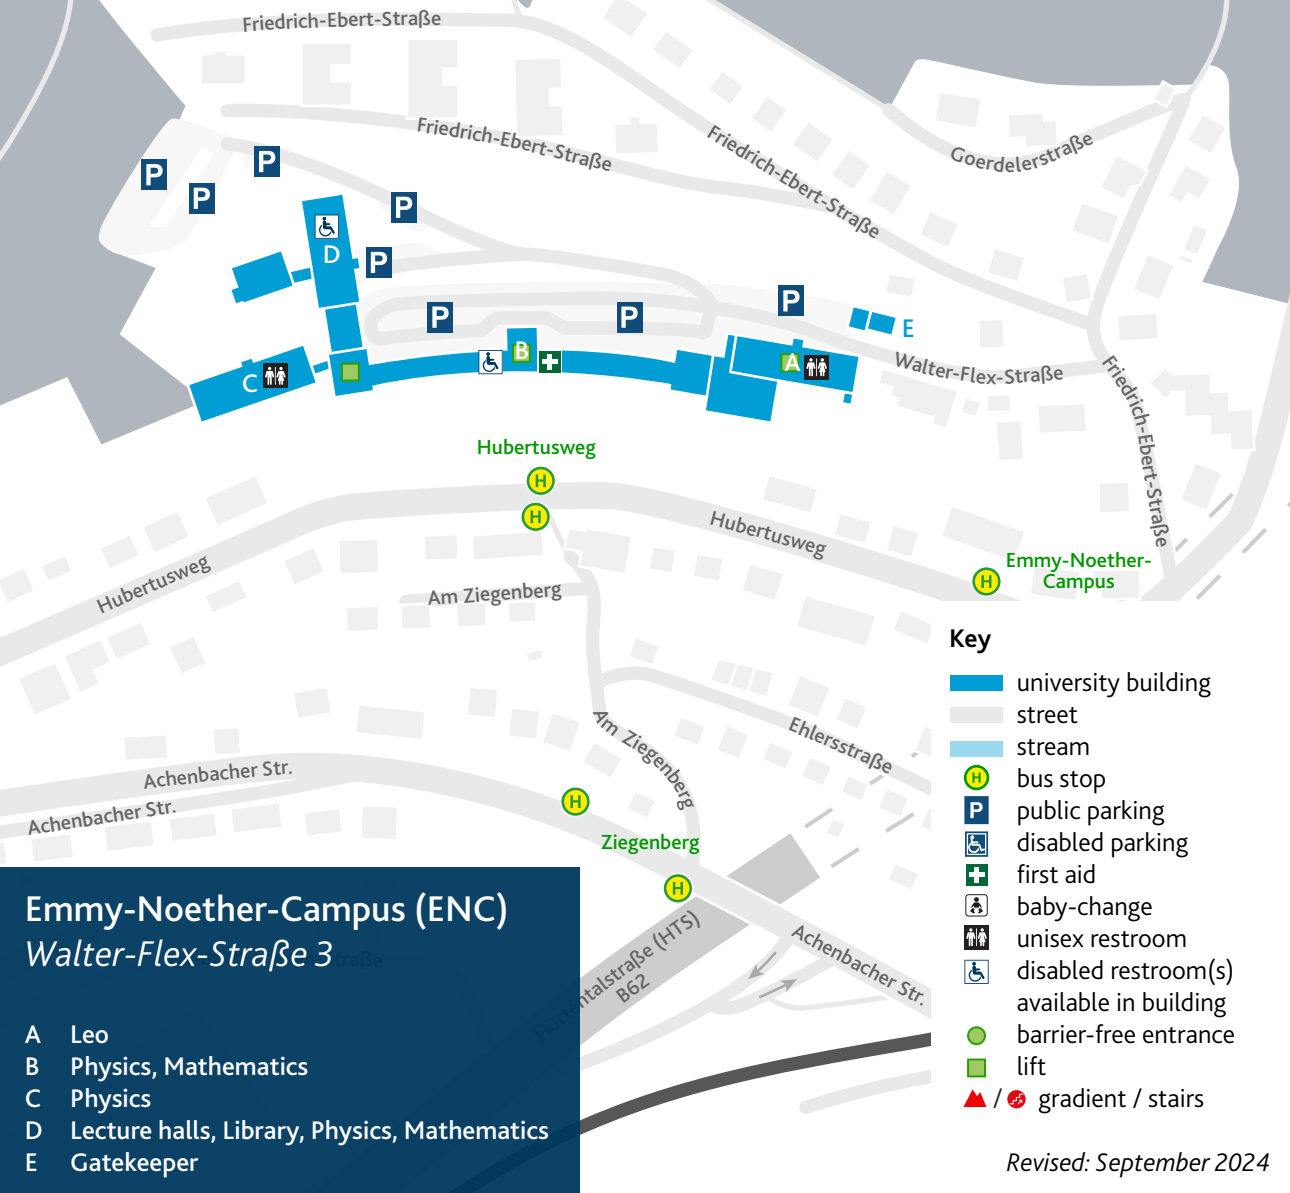 Friedrich-Ebert-Straße
Friedrich-Ebert-Straße
Friedrich-Ebert-Straße
Goerdelerstraße
P
P
P
P
P
D
P
P
P
E
B
A
C
Walter-Flex-Straße
Friedrich-Ebert-Straße
Hubertusweg
H
H
Hubertusweg
Hubertusweg
Emmy-Noether-
Campus
H
Am Ziegenberg
Am Ziegenberg
Ehlersstraße
Achenbacher Str.
Achenbacher Str.
H
Ziegenberg
H
Achenbacher Str.
Hüttentalstraße (HTS)
B62
Key
university building
street
stream
H bus stop
P public parking
disabled parking
first aid
baby-change
unisex restroom
disabled restroom(s)
available in building
barrier-free entrance
lift
/ gradient / stairs
Revised: September 2024
Emmy-Noether-Campus (ENC)
Walter-Flex-Straße 3
A Leo
B Physics, Mathematics
C Physics
D Lecture halls, Library, Physics, Mathematics
E Gatekeeper